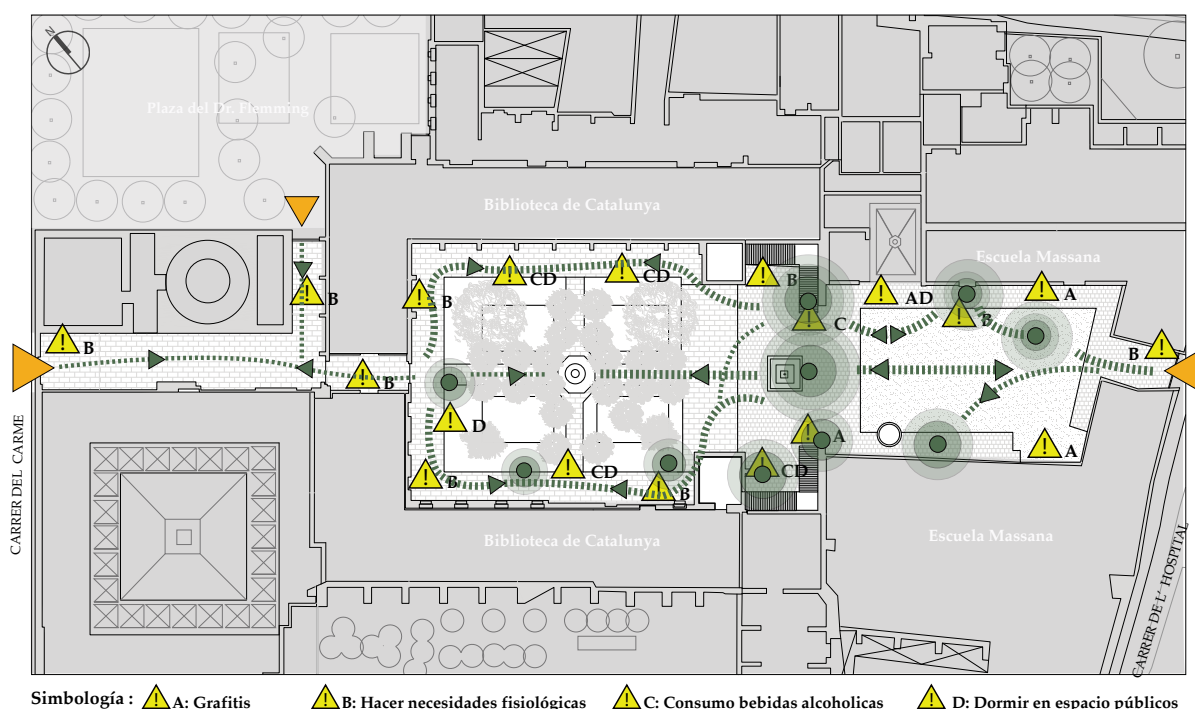 N
Plaza del Dr. Flemming
Biblioteca de Catalunya
Escuela Massana
B
B
B
CD
CD
B
C
AD
B
A
B
B
D
B
CD
B
A
CD
A
Biblioteca de Catalunya
Escuela Massana
CARRER DEL CARME
CARRER DE L' HOSPITAL
Simbología : A: Grafitis B: Hacer necesidades fisiológicas C: Consumo bebidas alcoholicas D: Dormir en espacio públicos